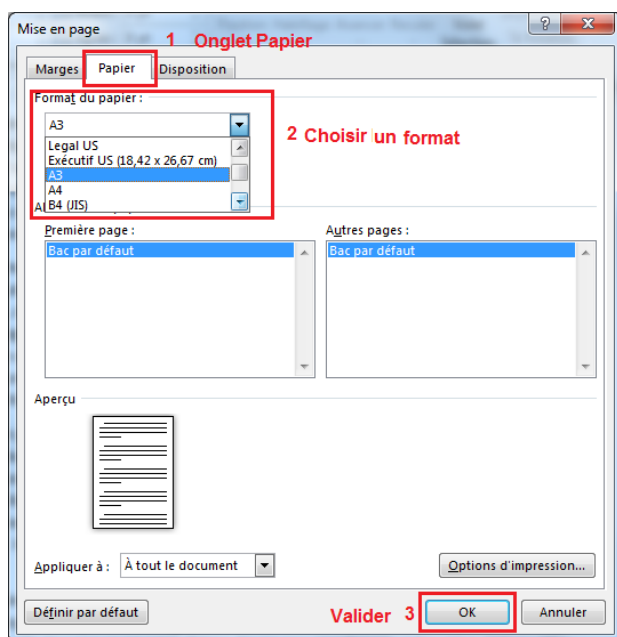 Mise en page
1 Onglet Papier
Marges Papier Disposition
Format du papier :
A3
2 Choisir un format
Legal US
Exécutif US (18,42 x 26,67 cm)
A3
A4
B4 (JIS)
Première page :
Autres pages :
Bac par défaut
Bac par défaut
Aperçu
Appliquer à : À tout le document
Options d'impression...
Définir par défaut
Valider 3
OK
Annuler